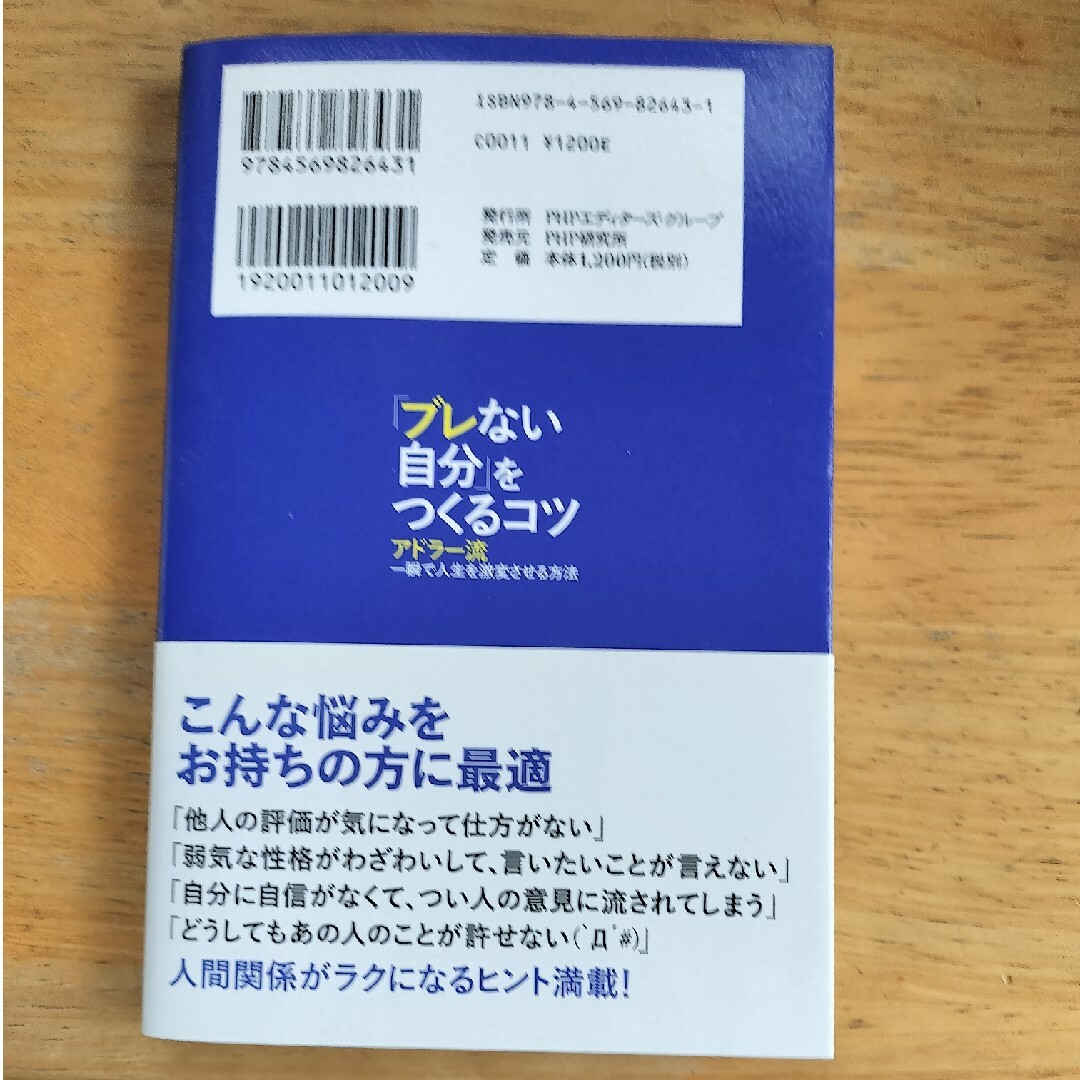 ISBN978-4-569-82643-1
C0011 ¥1200E
9784569826431
1920011012009
発行所 PHPエディターズ・グループ
発売元 PHP研究所
定 価 本体1,200円(税別)
「ブレない
自分」を
つくるコツ
アドラー流
一瞬で人生を激変させる方法
こんな悩みを
お持ちの方に最適
「他人の評価が気になって仕方がない」
「弱気な性格がわざわいして、言いたいことが言えない」
「自分に自信がなくて、つい人の意見に流されてしまう」
「どうしてもあの人のことが許せない(ﾟДﾟ#)」
人間関係がラクになるヒント満載!